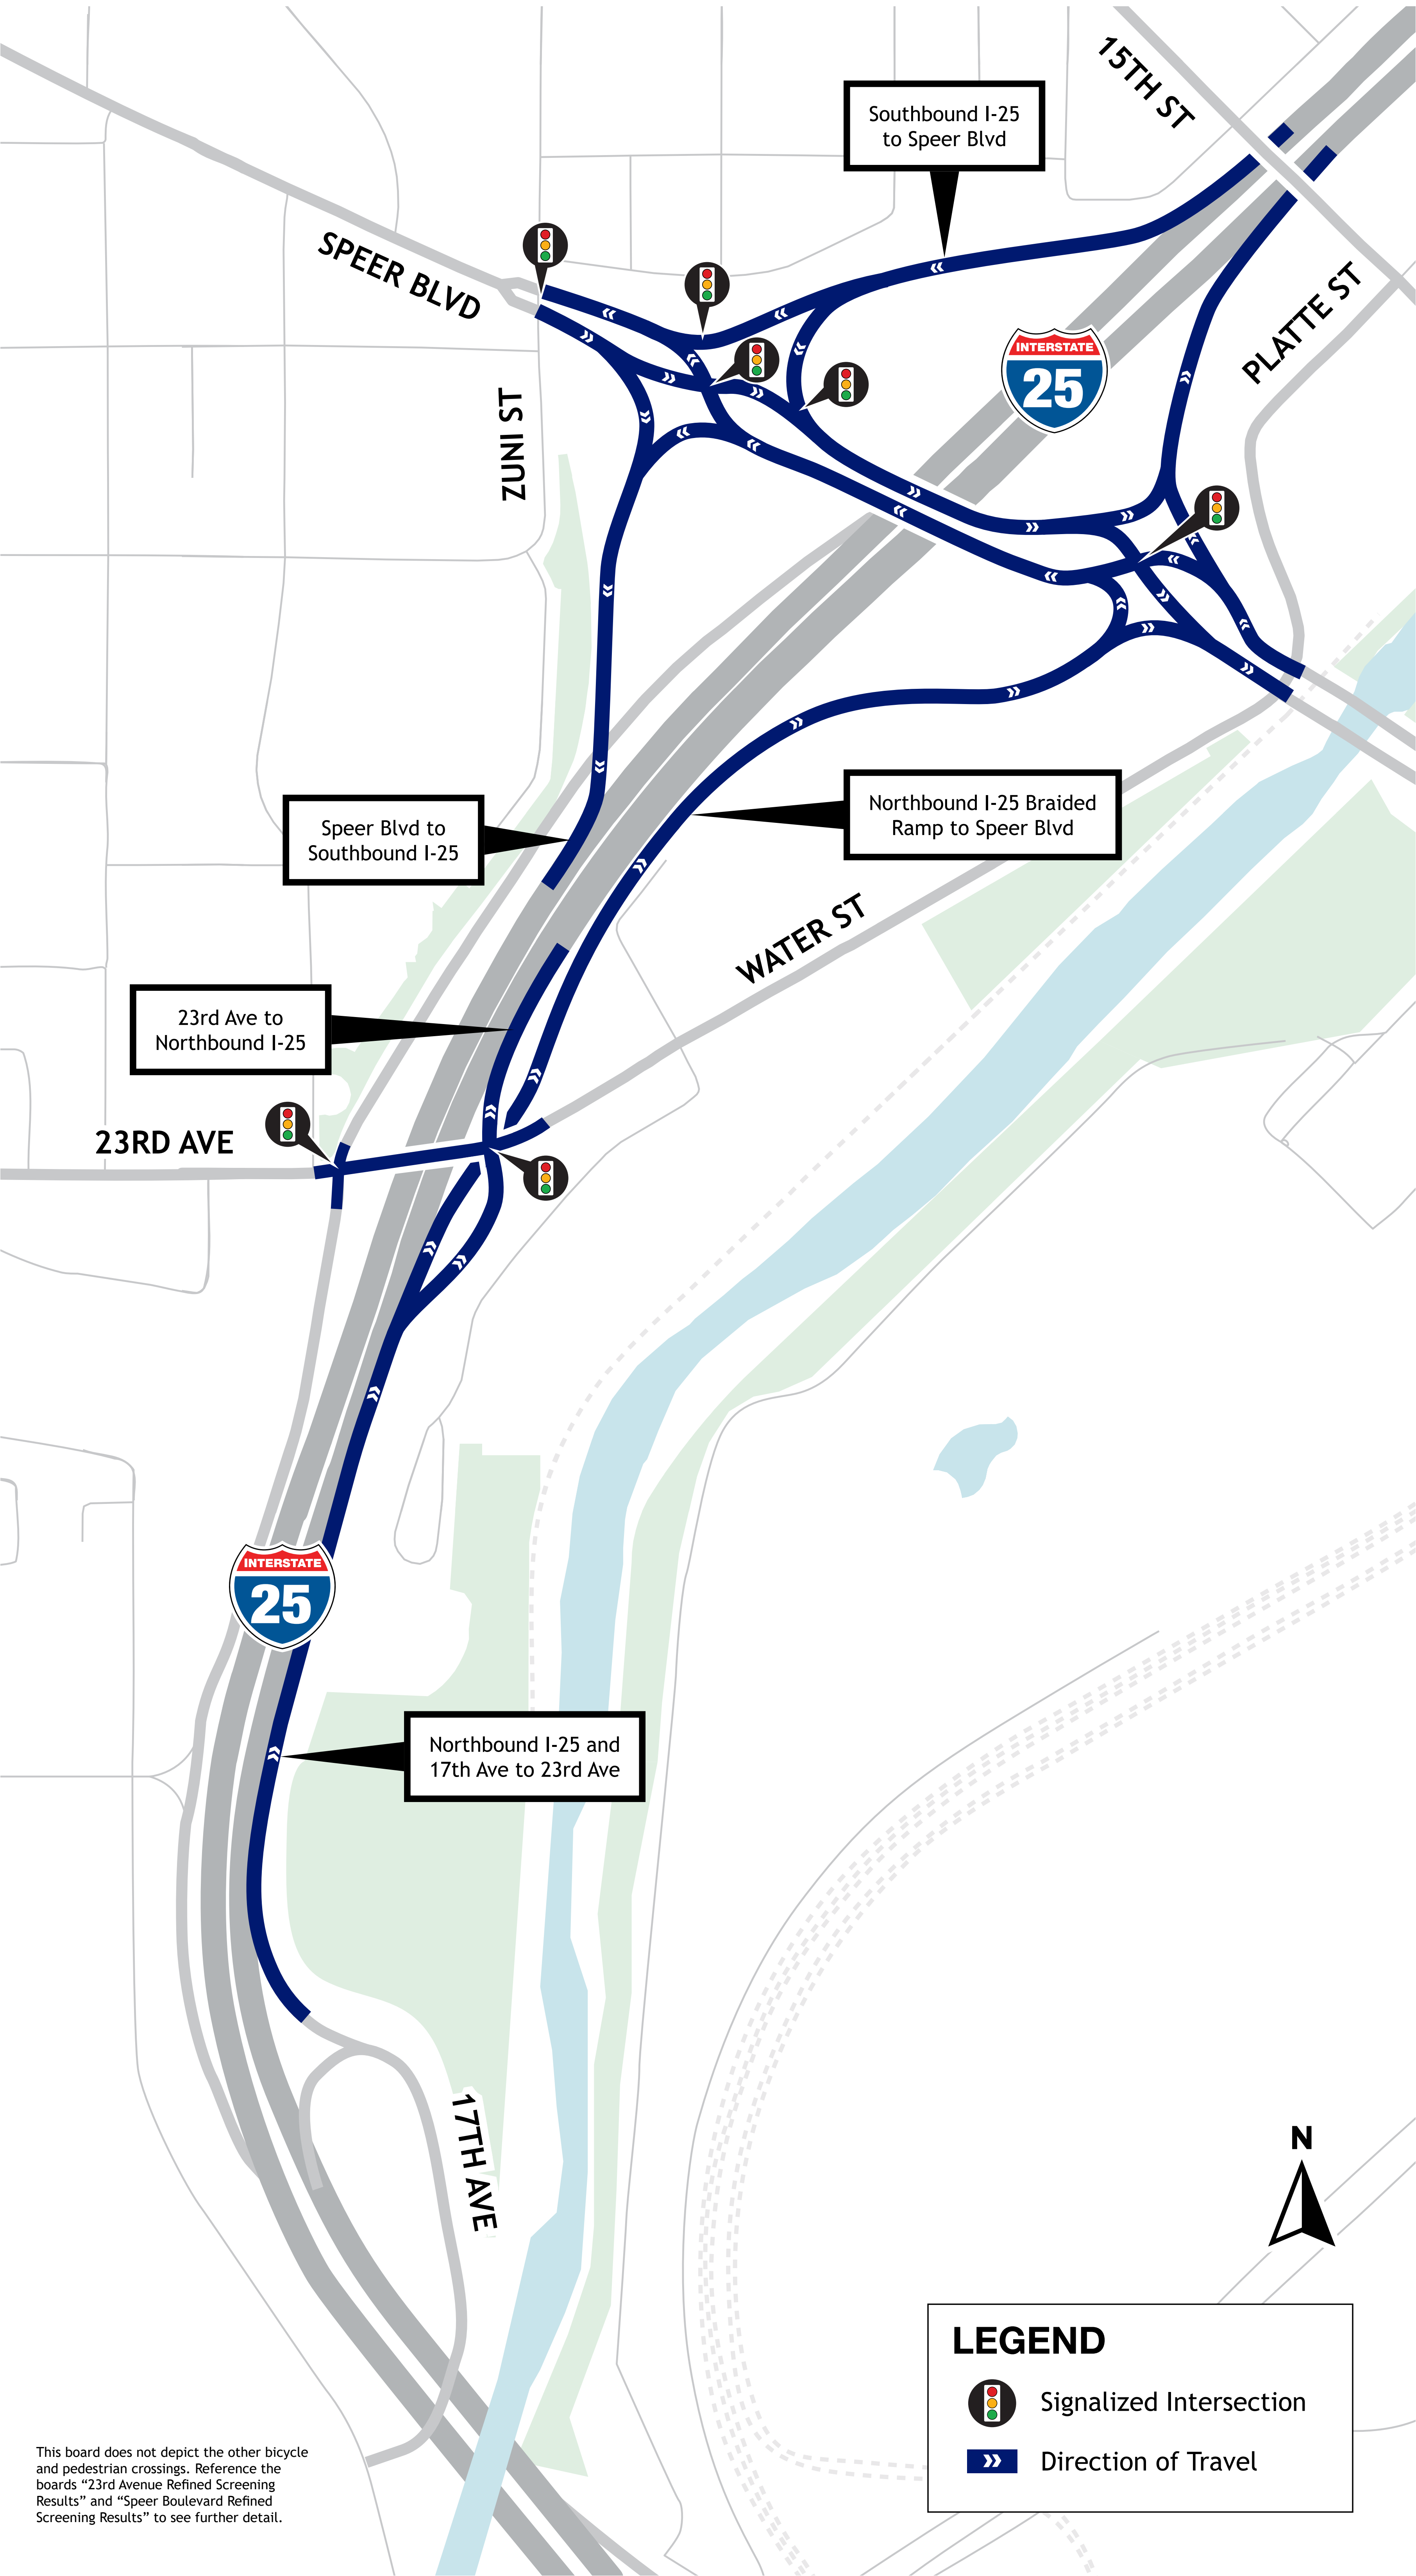 15TH ST
Southbound I-25
to Speer Blvd
SPEER BLVD
PLATTE ST
INTERSTATE
25
ZUNI ST
Speer Blvd to
Southbound I-25
Northbound I-25 Braided
Ramp to Speer Blvd
WATER ST
23rd Ave to
Northbound I-25
23RD AVE
INTERSTATE
25
Northbound I-25 and
17th Ave to 23rd Ave
17TH AVE
N
LEGEND
Signalized Intersection
Direction of Travel
This board does not depict the other bicycle
and pedestrian crossings. Reference the
boards “23rd Avenue Refined Screening
Results” and “Speer Boulevard Refined
Screening Results” to see further detail.